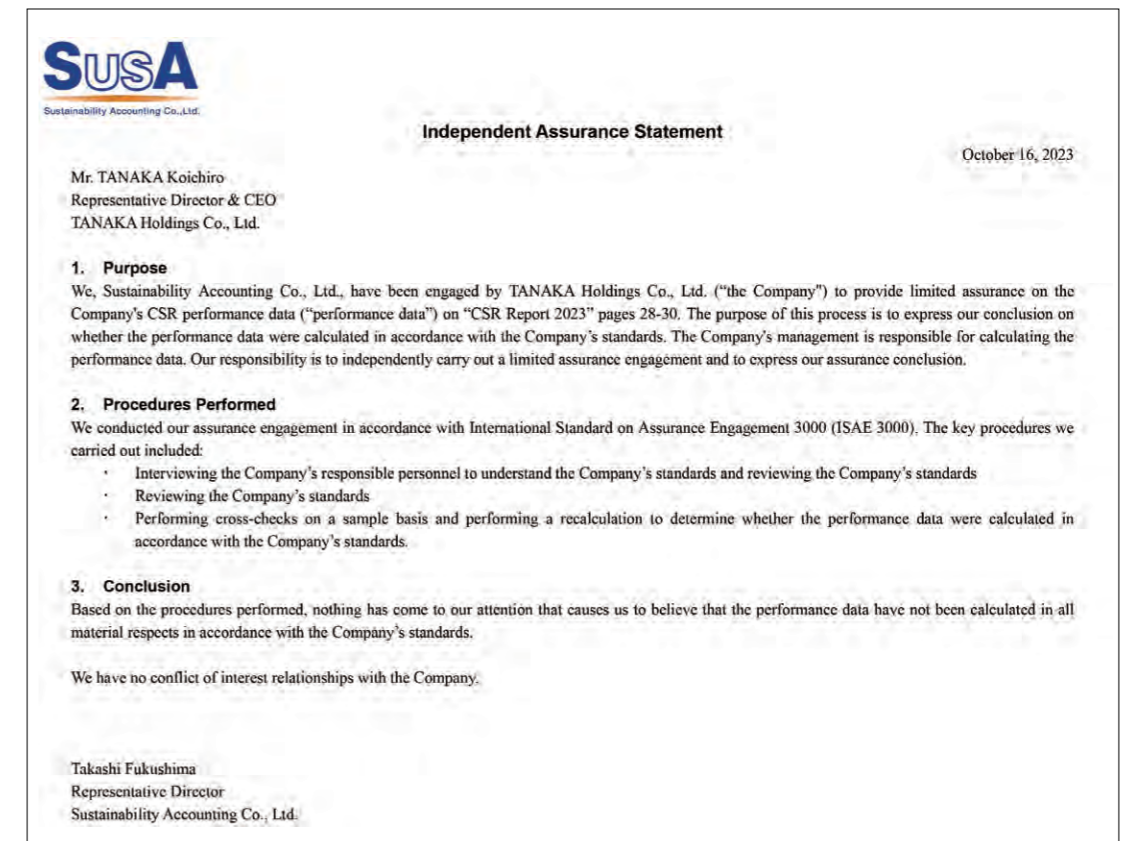 SUSA
Sustainability Accounting Co.,Ltd.
Independent Assurance Statement
October 16, 2023
Mr. TANAKA Koichiro
Representative Director & CEO
TANAKA Holdings Co., Ltd.
1. Purpose
We, Sustainability Accounting Co., Ltd., have been engaged by TANAKA Holdings Co., Ltd. (“the Company”) to provide limited assurance on the
Company's CSR performance data (“performance data”) on “CSR Report 2023” pages 28-30. The purpose of this process is to express our conclusion on
whether the performance data were calculated in accordance with the Company’s standards. The Company’s management is responsible for calculating the
performance data. Our responsibility is to independently carry out a limited assurance engagement and to express our assurance conclusion.
2. Procedures Performed
We conducted our assurance engagement in accordance with International Standard on Assurance Engagement 3000 (ISAE 3000). The key procedures we
carried out included:
· Interviewing the Company’s responsible personnel to understand the Company’s standards and reviewing the Company’s standards
· Reviewing the Company’s standards
· Performing cross-checks on a sample basis and performing a recalculation to determine whether the performance data were calculated in
accordance with the Company’s standards.
3. Conclusion
Based on the procedures performed, nothing has come to our attention that causes us to believe that the performance data have not been calculated in all
material respects in accordance with the Company’s standards.
We have no conflict of interest relationships with the Company.
Takashi Fukushima
Representative Director
Sustainability Accounting Co., Ltd.